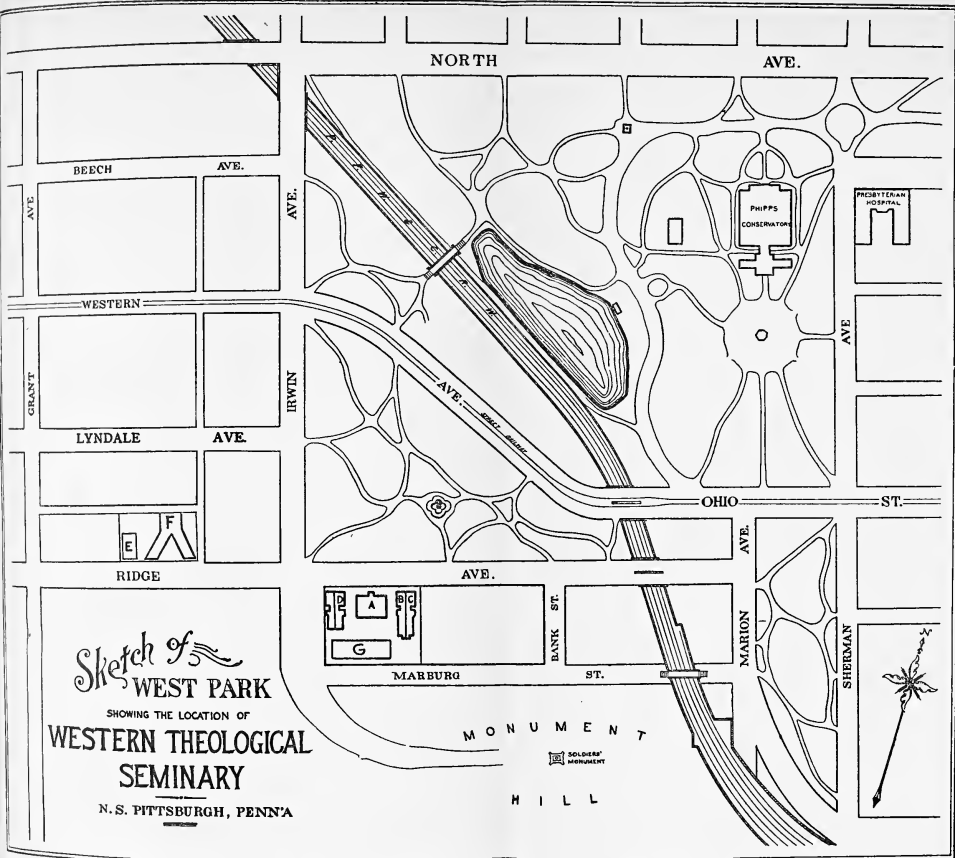 NORTH AVE.
BEECH AVE.
AVE
AVE.
PHIPPS
CONSERVATORY
PRESBYTERIAN
HOSPITAL
WESTERN
AVE.
STREET RAILWAY
GRANT
IRWIN
AVE
LYNDALE AVE.
OHIO ST.
F
E
RIDGE AVE.
AVE.
MARION
SHERMAN
D
A
B C
G
BANK ST.
MARBURG ST.
MONUMENT
SOLDIERS'
MONUMENT
HILL
N
Sketch of
WEST PARK
SHOWING THE LOCATION OF
WESTERN THEOLOGICAL
SEMINARY
N.S. PITTSBURGH, PENN'A